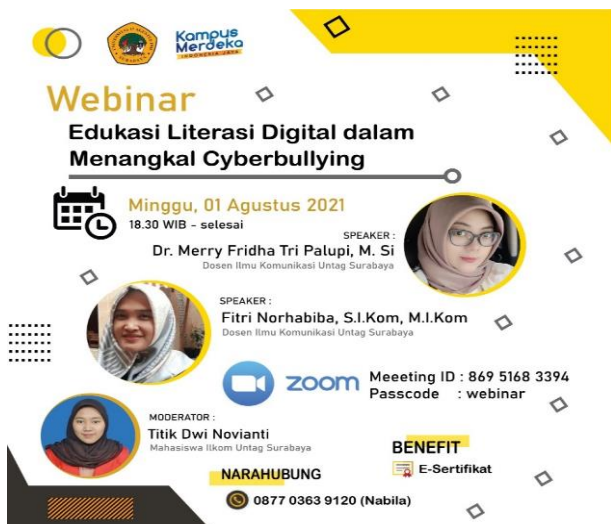 Kampus
Merdeka
INDONESIA JAYA
Webinar
Edukasi Literasi Digital dalam
Menangkal Cyberbullying
Minggu, 01 Agustus 2021
18.30 WIB - selesai
SPEAKER :
Dr. Merry Fridha Tri Palupi, M. Si
Dosen Ilmu Komunikasi Untag Surabaya
SPEAKER :
Fitri Norhabiba, S.I.Kom, M.I.Kom
Dosen Ilmu Komunikasi Untag Surabaya
zoom
Meeeting ID : 869 5168 3394
Passcode : webinar
MODERATOR :
Titik Dwi Novianti
Mahasiswa Ilkom Untag Surabaya
BENEFIT
E-Sertifikat
NARAHUBUNG
0877 0363 9120 (Nabila)